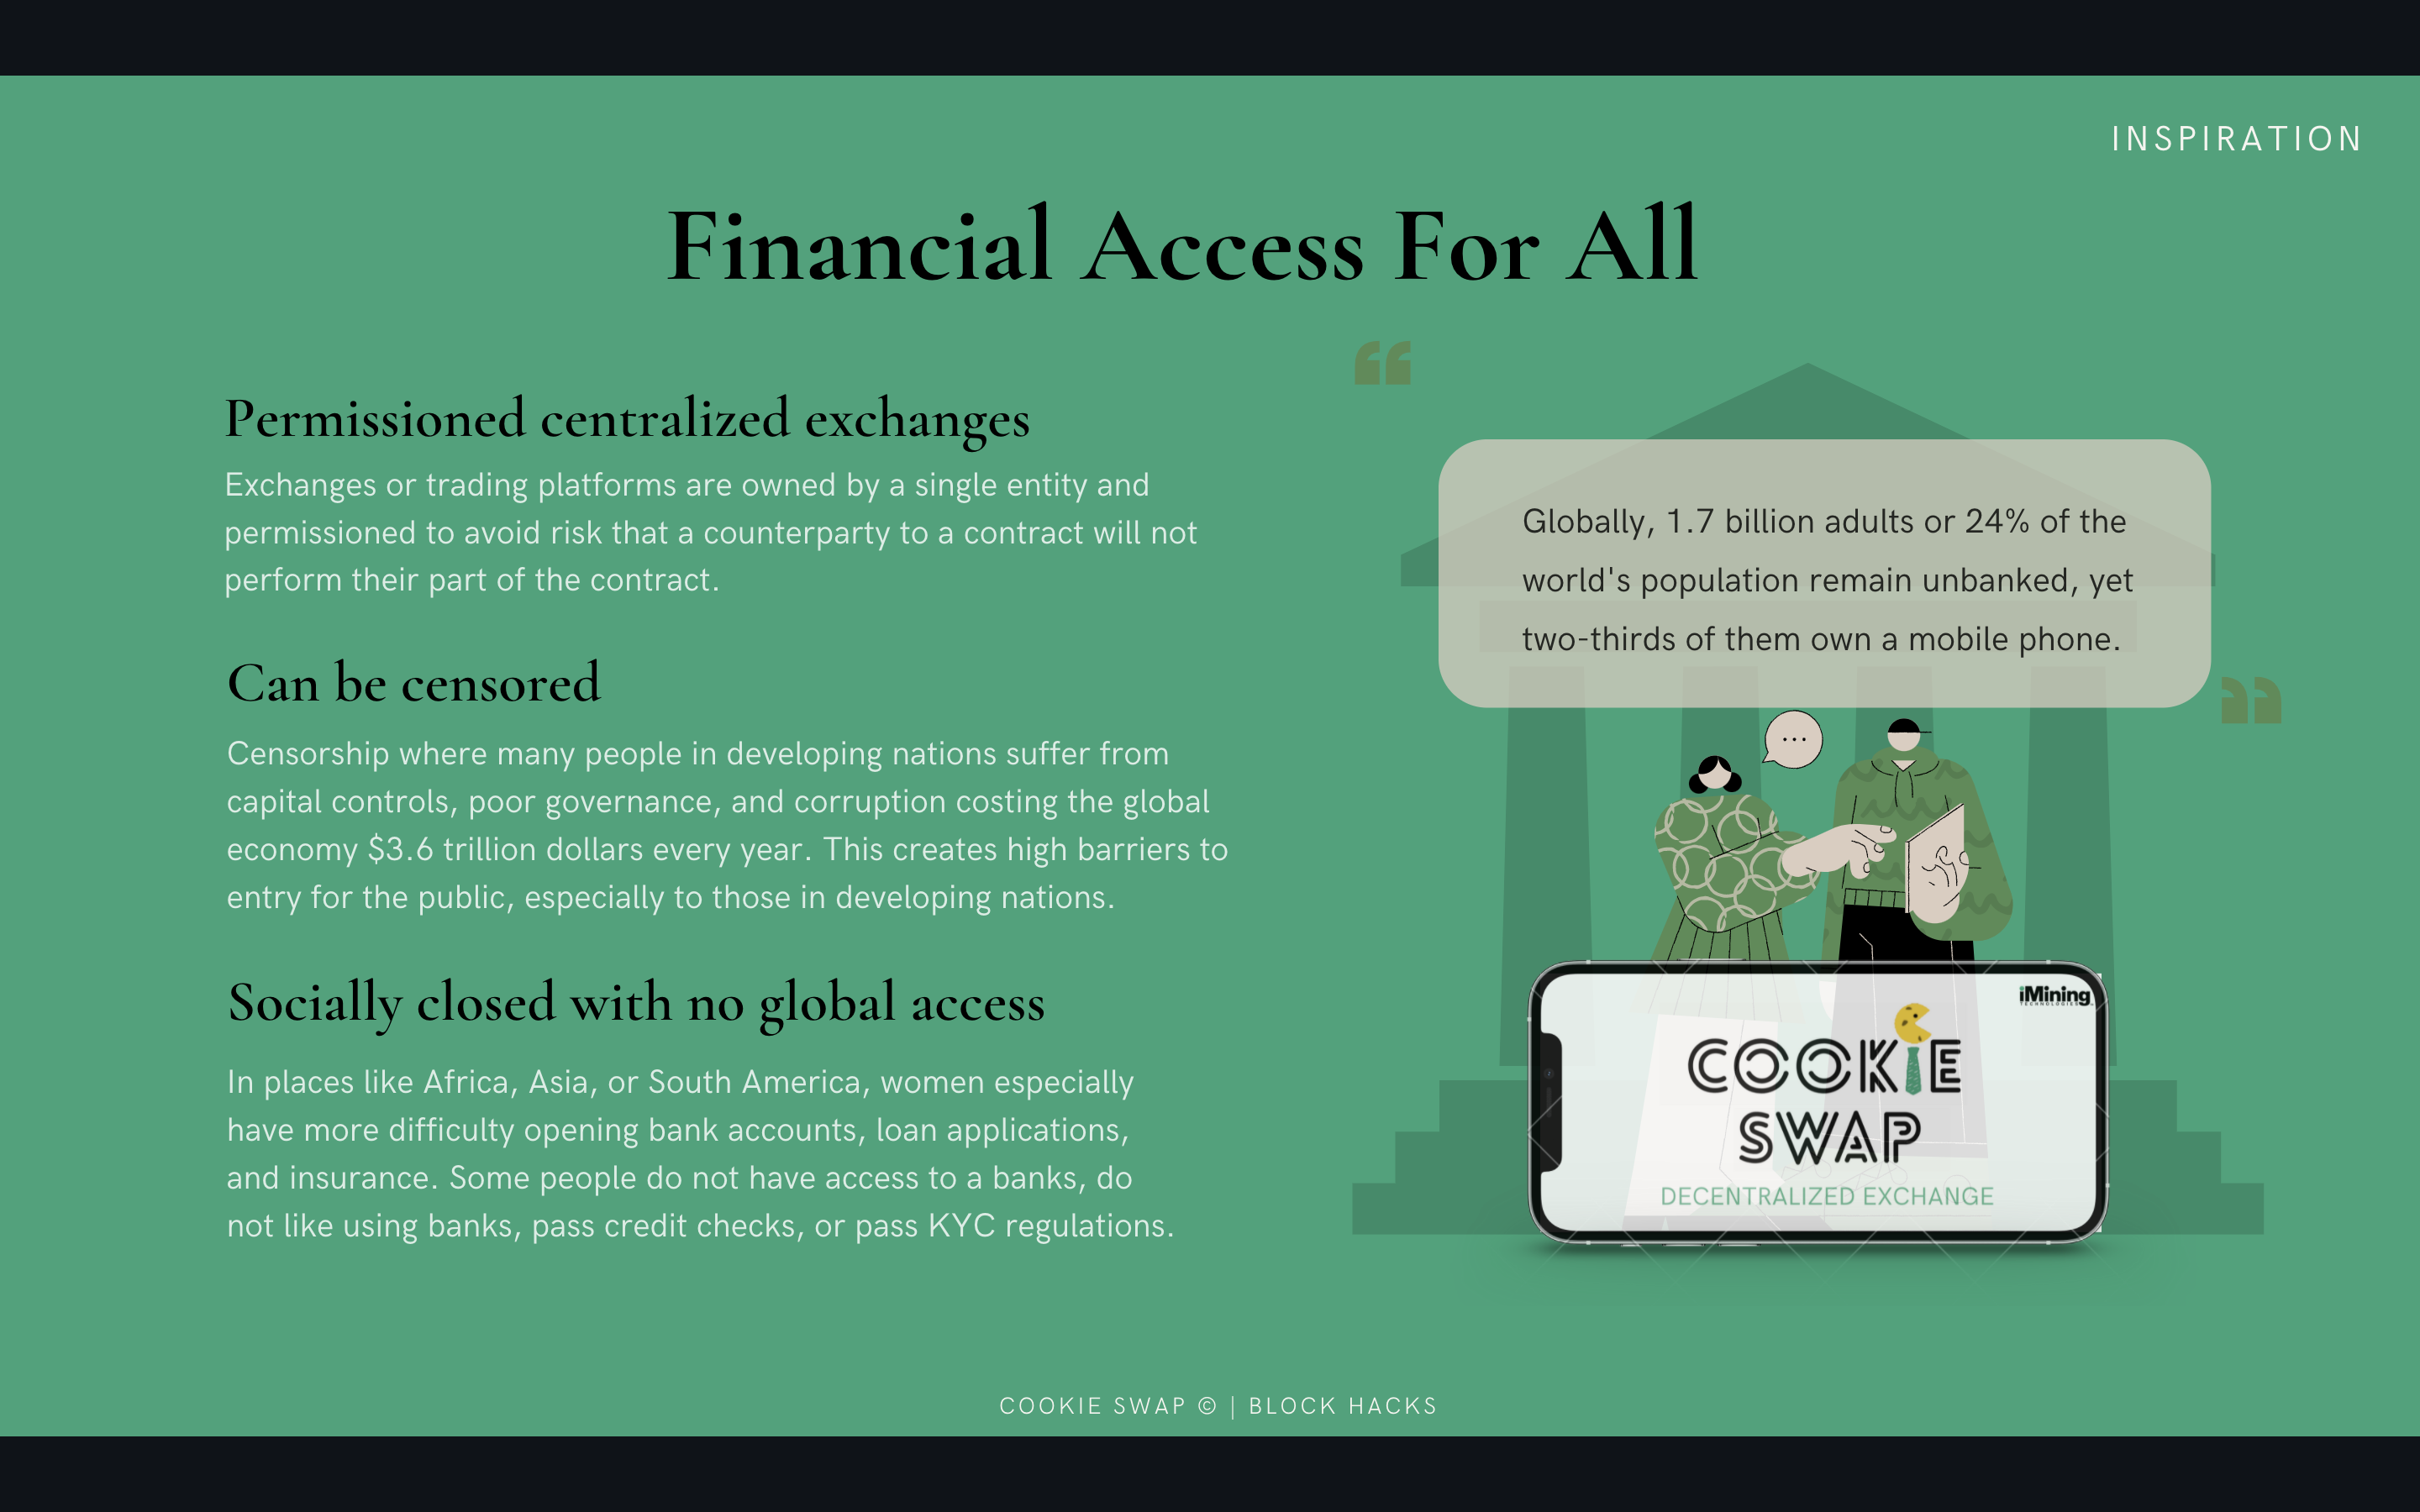 INSPIRATION
Financial Access For All
Permissioned centralized exchanges
Exchanges or trading platforms are owned by a single entity and
permissioned to avoid risk that a counterparty to a contract will not
perform their part of the contract.
Can be censored
Censorship where many people in developing nations suffer from
capital controls, poor governance, and corruption costing the global
economy $3.6 trillion dollars every year. This creates high barriers to
entry for the public, especially to those in developing nations.
Socially closed with no global access
In places like Africa, Asia, or South America, women especially
have more difficulty opening bank accounts, loan applications,
and insurance. Some people do not have access to a banks, do
not like using banks, pass credit checks, or pass KYC regulations.
“
Globally, 1.7 billion adults or 24% of the
world's population remain unbanked, yet
two-thirds of them own a mobile phone.
”
iMining
TECHNOLOGIES
COOKIE
SWAP
DECENTRALIZED EXCHANGE
COOKIE SWAP © | BLOCK HACKS